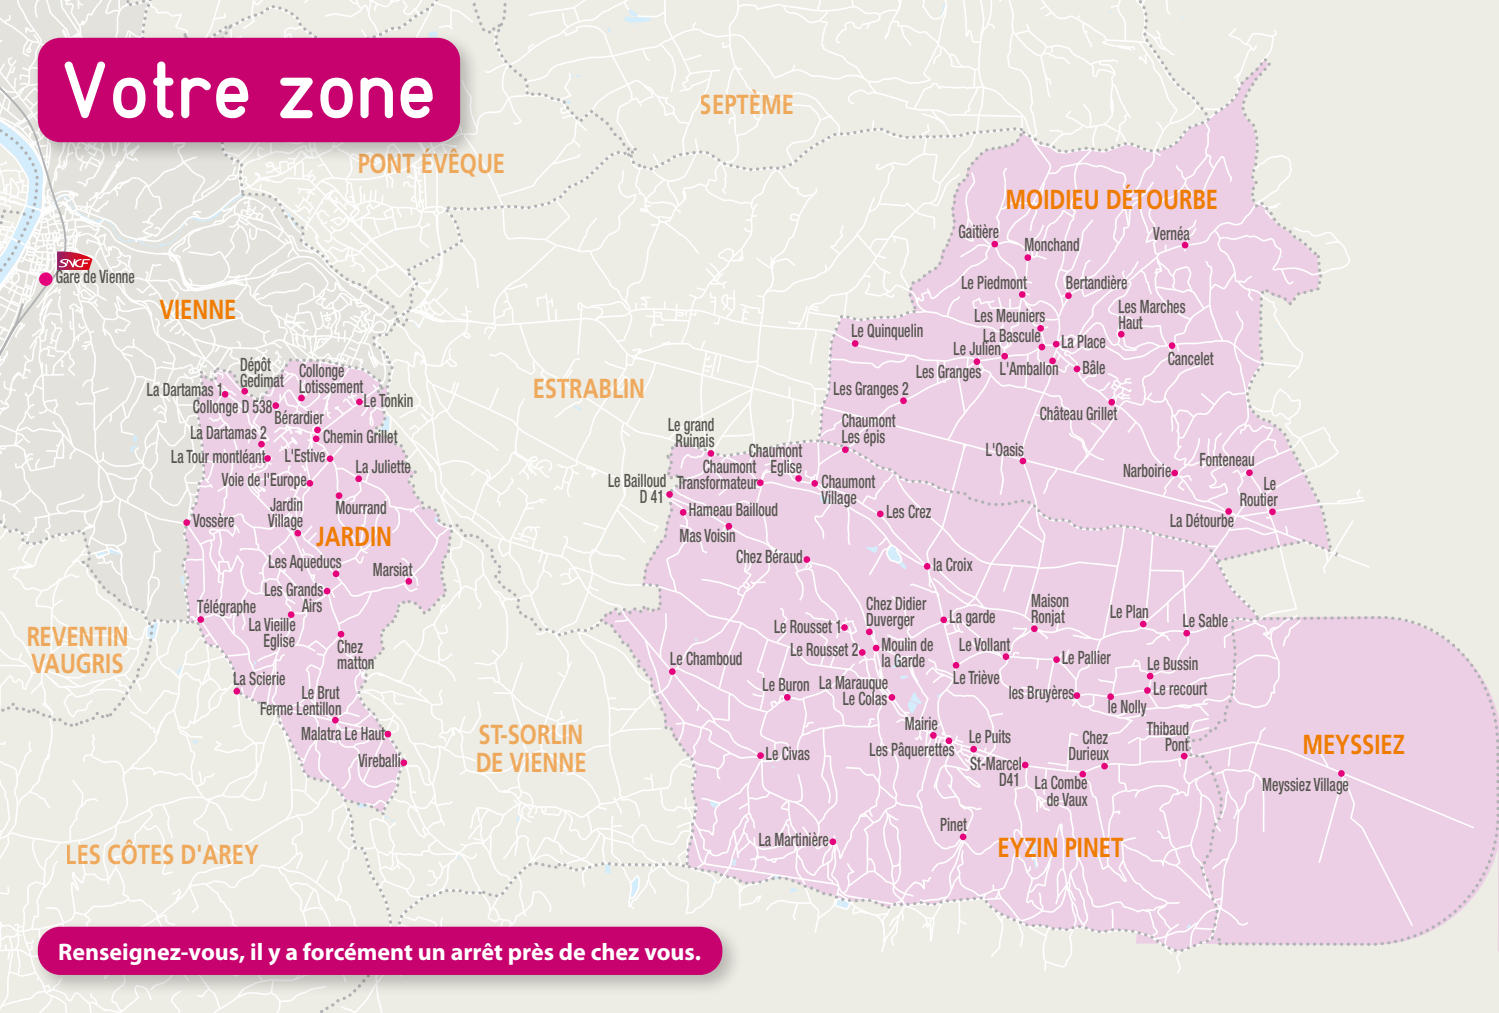 Votre zone
SEPTÈME
PONT ÉVÊQUE
MOIDIEU DÉTOURBE
Gaitière
Monchand
Vernéa
SNCF
Gare de Vienne
VIENNE
Le Piedmont
Bertandière
Les Meuniers
Les Marches
Haut
La Bascule
La Place
Le Quinquelin
Le Julien
Les Granges
L'Amballon
Bâle
Cancelet
Les Granges 2
Château Grillet
ESTRABLIN
Dépôt
Gedimat
Collonge
Lotissement
La Dartamas 1
Collonge D 538
Le Tonkin
Bérardier
La Dartamas 2
Chemin Grillet
La Tour montléant
L'Estive
La Juliette
Voie de l'Europe
Mourrand
Jardin
Village
Vossère
JARDIN
Les Aqueducs
Marsiat
Les Grands
Airs
Télégraphe
La Vieille
Eglise
Chez
matton
REVENTIN
VAUGRIS
La Scierie
Le Brut
Ferme Lentillon
Malatra Le Haut
Vireballi
Le grand
Ruinais
Chaumont
Les épis
Chaumont
Eglise
Chaumont
Transformateur
Le Bailloud
D 41
Chaumont
Village
Hameau Bailloud
Mas Voisin
Les Crez
L'Oasis
Narboirie
Fonteneau
Le
Routier
La Détourbe
Chez Béraud
la Croix
Chez Didier
Duverger
Le Rousset 1
Le Rousset 2
Moulin de
la Garde
La garde
Maison
Ronjat
Le Plan
Le Sable
Le Vollant
Le Pallier
Le Triève
Le Bussin
Le recourt
les Bruyères
le Nolly
Le Chamboud
Le Buron
La Marauque
Le Colas
Mairie
Les Pâquerettes
Le Puits
St-Marcel
D41
Chez
Durieux
Thibaud
Pont
La Combe
de Vaux
Le Civas
La Martinière
Pinet
EYZIN PINET
MEYSSIEZ
Meyssiez Village
ST-SORLIN
DE VIENNE
LES CÔTES D'AREY
Renseignez-vous, il y a forcément un arrêt près de chez vous.